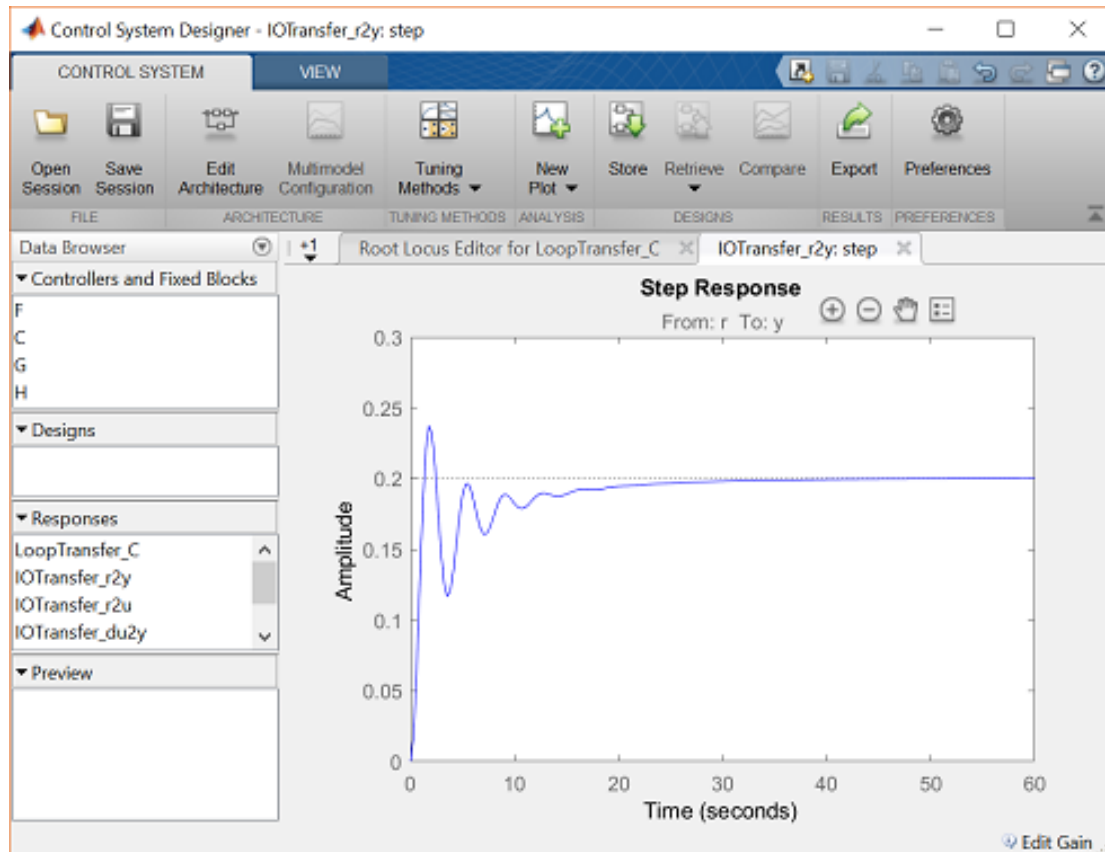 Control System Designer - IOTransfer_r2y: step
CONTROL SYSTEM
VIEW
Open Session
Save Session
Edit Architecture
Multimodel Configuration
Tuning Methods
New Plot
Store
Retrieve
Compare
Export
Preferences
FILE
ARCHITECTURE
TUNING METHODS
ANALYSIS
DESIGNS
RESULTS
PREFERENCES
Data Browser
+1
Root Locus Editor for LoopTransfer_C
IOTransfer_r2y: step
Controllers and Fixed Blocks
F
C
G
H
Designs
Responses
LoopTransfer_C
IOTransfer_r2y
IOTransfer_r2u
IOTransfer_du2y
Preview
Step Response
From: r To: y
Amplitude
0.3
0.25
0.2
0.15
0.1
0.05
0
0 10 20 30 40 50 60
Time (seconds)
Edit Gain